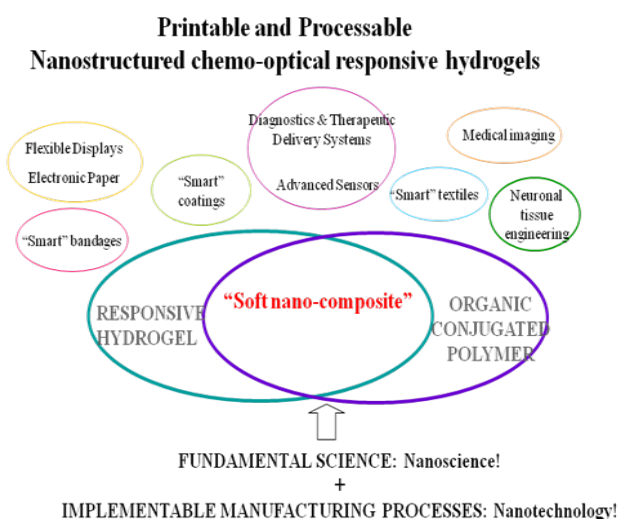 Printable and Processable
Nanostructured chemo-optical responsive hydrogels
Diagnostics & Therapeutic
Delivery Systems
Advanced Sensors
Medical imaging
Flexible Displays
Electronic Paper
“Smart”
coatings
“Smart” textiles
Neuronal
tissue
engineering
“Smart” bandages
RESPONSIVE
HYDROGEL
“Soft nano-composite”
ORGANIC
CONJUGATED
POLYMER
FUNDAMENTAL SCIENCE: Nanoscience!
+
IMPLEMENTABLE MANUFACTURING PROCESSES: Nanotechnology!